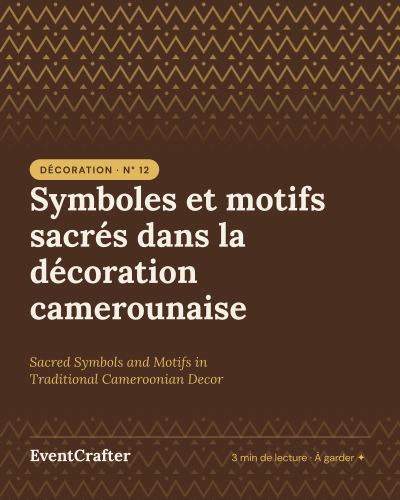 DÉCORATION · N° 12
Symboles et motifs
sacrés dans la
décoration
camerounaise
Sacred Symbols and Motifs in
Traditional Cameroonian Decor
EventCrafter
3 min de lecture · À garder ✦